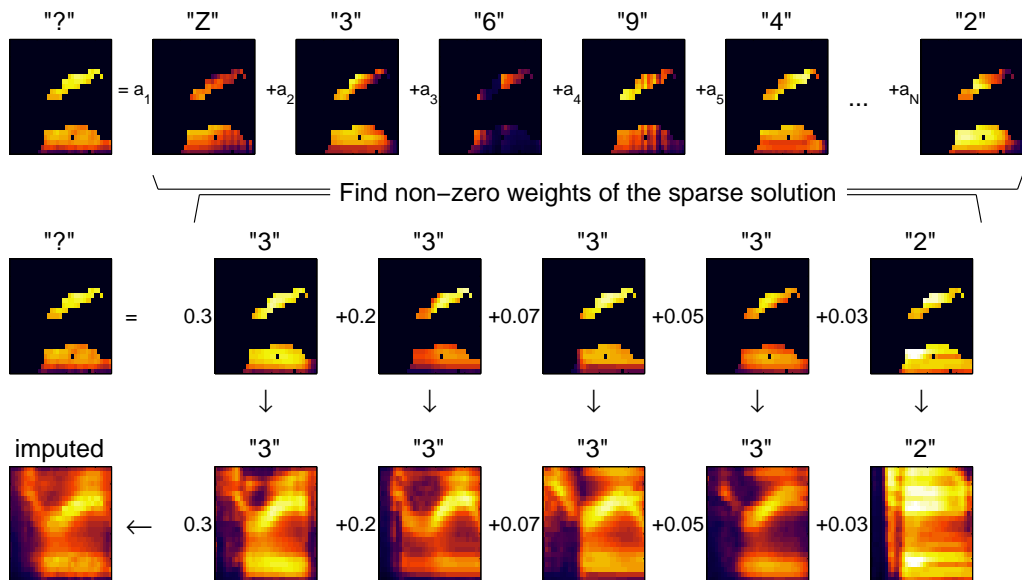 "?" "Z" "3" "6" "9" "4" "2"
= a1 +a2 +a3 +a4 +a5 ... +aN
Find non−zero weights of the sparse solution
"?" "3" "3" "3" "3" "2"
= 0.3 +0.2 +0.07 +0.05 +0.03
↓ ↓ ↓ ↓ ↓
imputed "3" "3" "3" "3" "2"
← 0.3 +0.2 +0.07 +0.05 +0.03